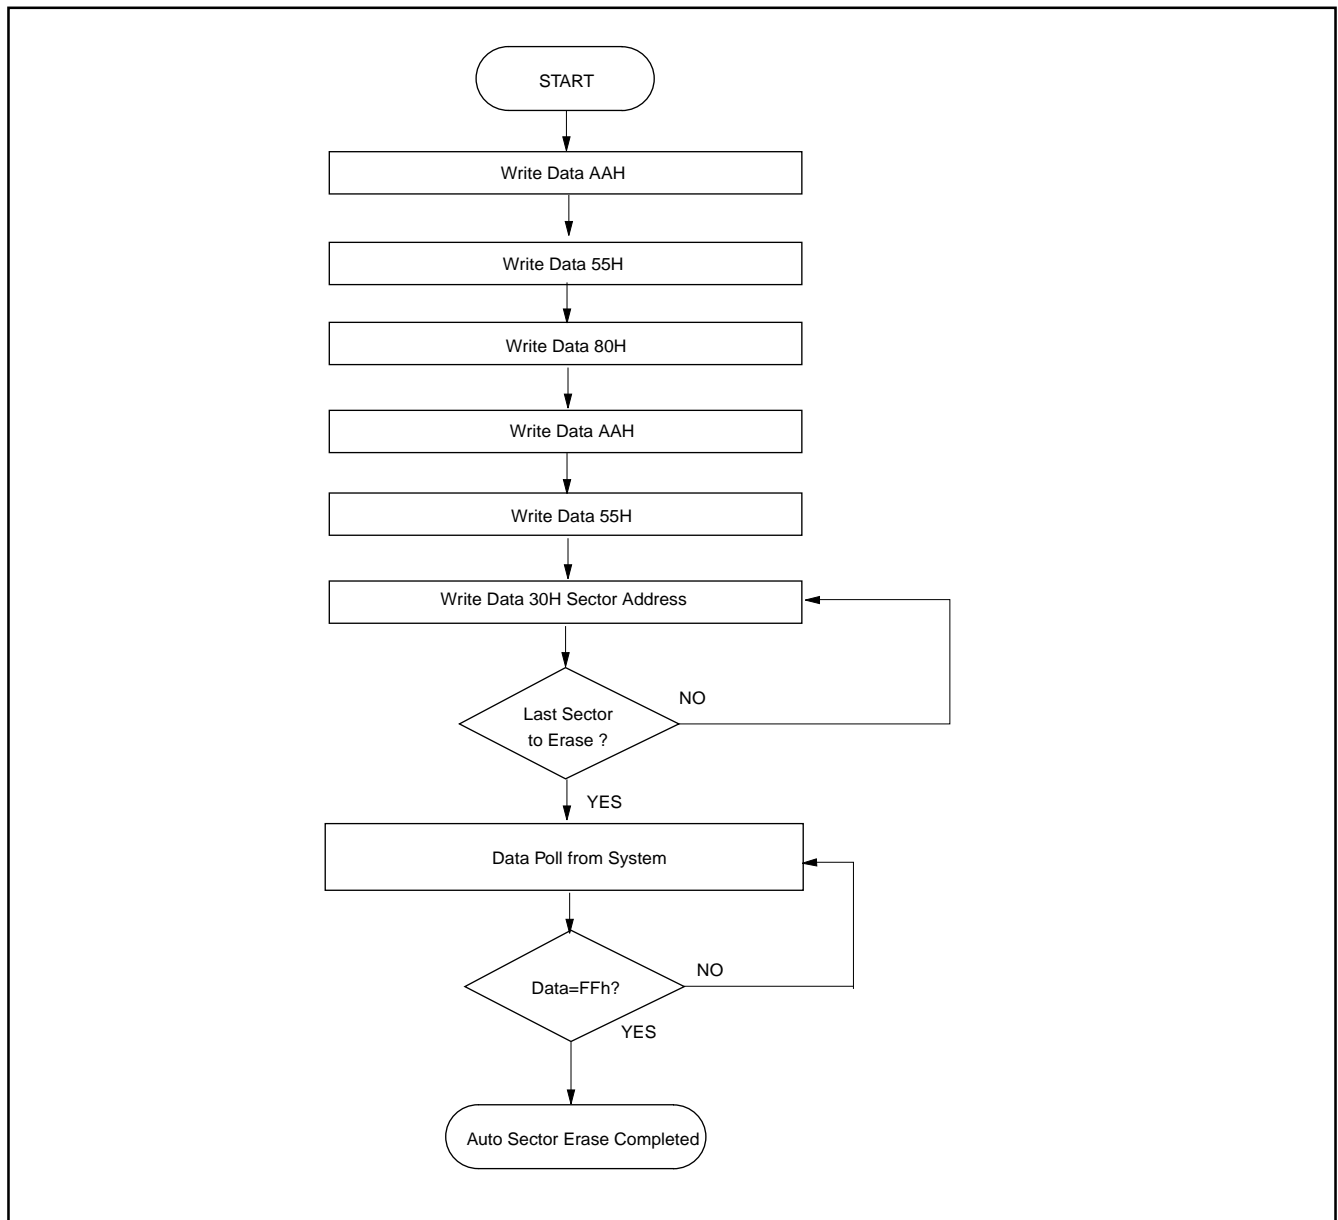 START
Write Data AAH
Write Data 55H
Write Data 80H
Write Data AAH
Write Data 55H
Write Data 30H Sector Address
NO
Last Sector
to Erase ?
YES
Data Poll from System
NO
Data=FFh?
YES
Auto Sector Erase Completed